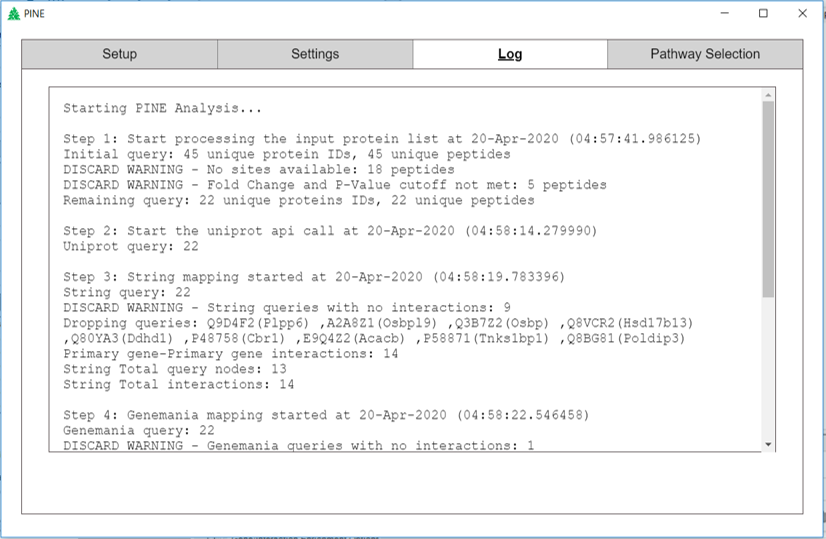 PINE
Setup Settings Log Pathway Selection
Starting PINE Analysis...
Step 1: Start processing the input protein list at 20-Apr-2020 (04:57:41.986125)
Initial query: 45 unique protein IDs, 45 unique peptides
DISCARD WARNING - No sites available: 18 peptides
DISCARD WARNING - Fold Change and P-Value cutoff not met: 5 peptides
Remaining query: 22 unique proteins IDs, 22 unique peptides
Step 2: Start the uniprot api call at 20-Apr-2020 (04:58:14.279990)
Uniprot query: 22
Step 3: String mapping started at 20-Apr-2020 (04:58:19.783396)
String query: 22
DISCARD WARNING - String queries with no interactions: 9
Dropping queries: Q9D4F2(Plpp6) ,A2A8Z1(Osbpl9) ,Q3B7Z2(Osbp) ,Q8VCR2(Hsd17b13)
,Q80YA3(Ddhd1) ,P48758(Cbr1) ,E9Q4Z2(Acacb) ,P58871(Tnks1bp1) ,Q8BG81(Poldip3)
Primary gene-Primary gene interactions: 14
String Total query nodes: 13
String Total interactions: 14
Step 4: Genemania mapping started at 20-Apr-2020 (04:58:22.546458)
Genemania query: 22
DISCARD WARNING - Genemania queries with no interactions: 1